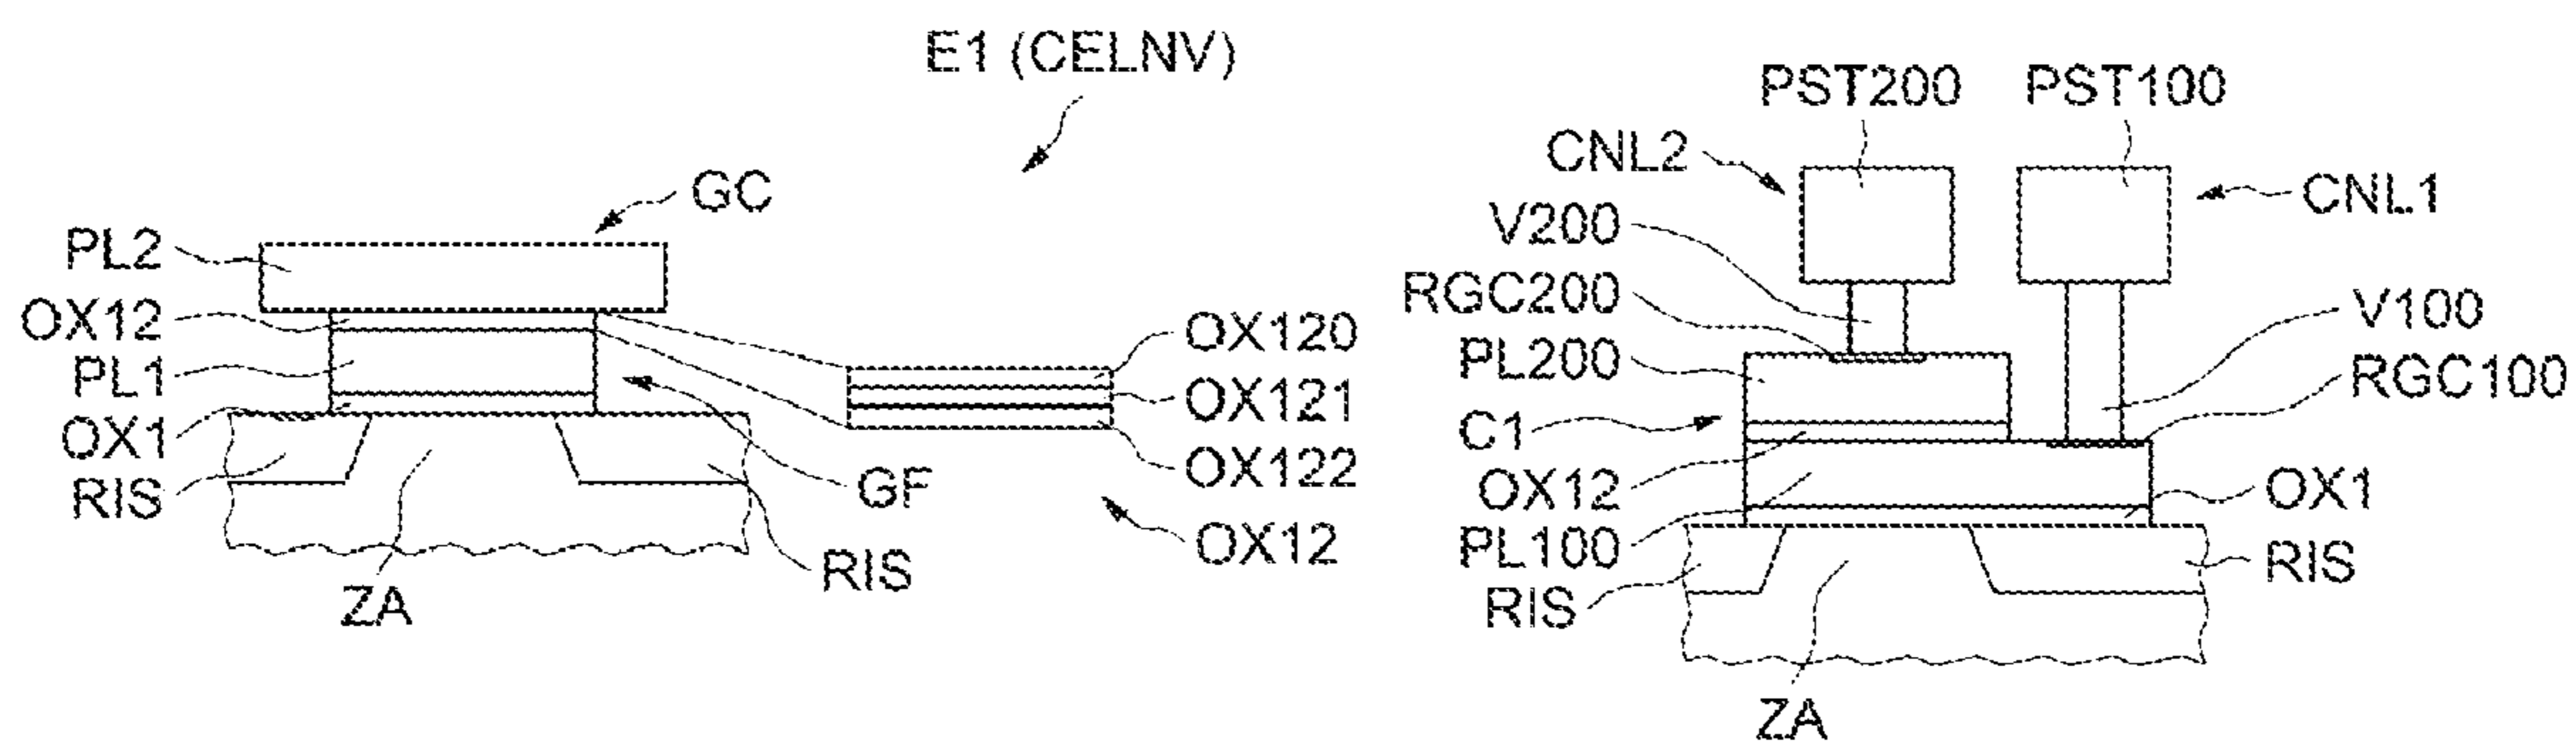 E1 (CELNV)
GC
PL2
OX12
PL1
OX1
RIS
ZA
GF
RIS
OX120
OX121
OX122
OX12
PST200
PST100
CNL2
CNL1
V200
RGC200
PL200
C1
OX12
PL100
RIS
V100
RGC100
OX1
RIS
ZA